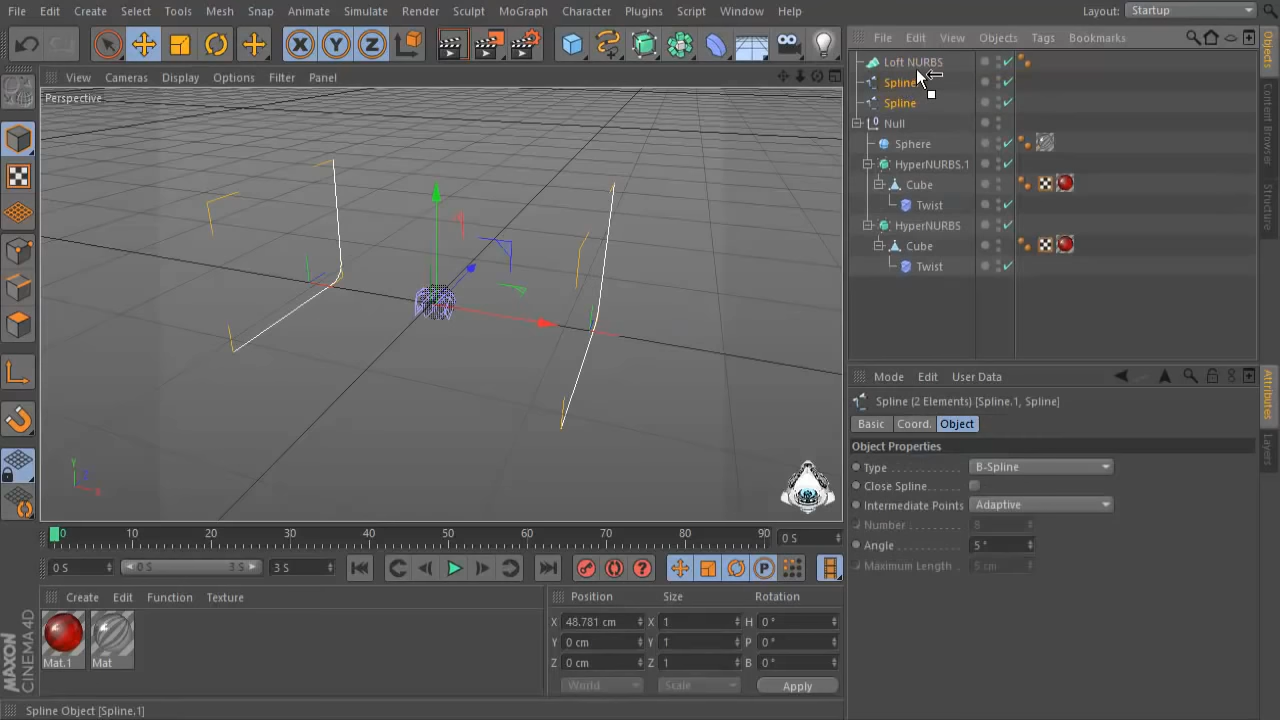 File Edit Create Select Tools Mesh Snap Animate Simulate Render Sculpt MoGraph Character Plugins Script Window Help Layout: Startup
X Y Z
File Edit View Objects Tags Bookmarks
View Cameras Display Options Filter Panel
Perspective
Loft NURBS
Spline
Spline
Null
Sphere
HyperNURBS.1
Cube
Twist
HyperNURBS
Cube
Twist
Objects
Content Browser
Structure
Mode Edit User Data
Spline (2 Elements) [Spline.1, Spline]
Basic Coord. Object
Object Properties
Type B-Spline
Close Spline
Intermediate Points Adaptive
Number 8
Angle 5 °
Maximum Length 5 cm
Attributes
Layers
Y
Z
X
0 10 20 30 40 50 60 70 80 90 0 S
0 S 0 S 3 S 3 S
P
Create Edit Function Texture
Mat.1 Mat
Position Size Rotation
X 48.781 cm X 1 H 0 °
Y 0 cm Y 1 P 0 °
Z 0 cm Z 1 B 0 °
World Scale Apply
MAXON
CINEMA 4D
Spline Object [Spline.1]